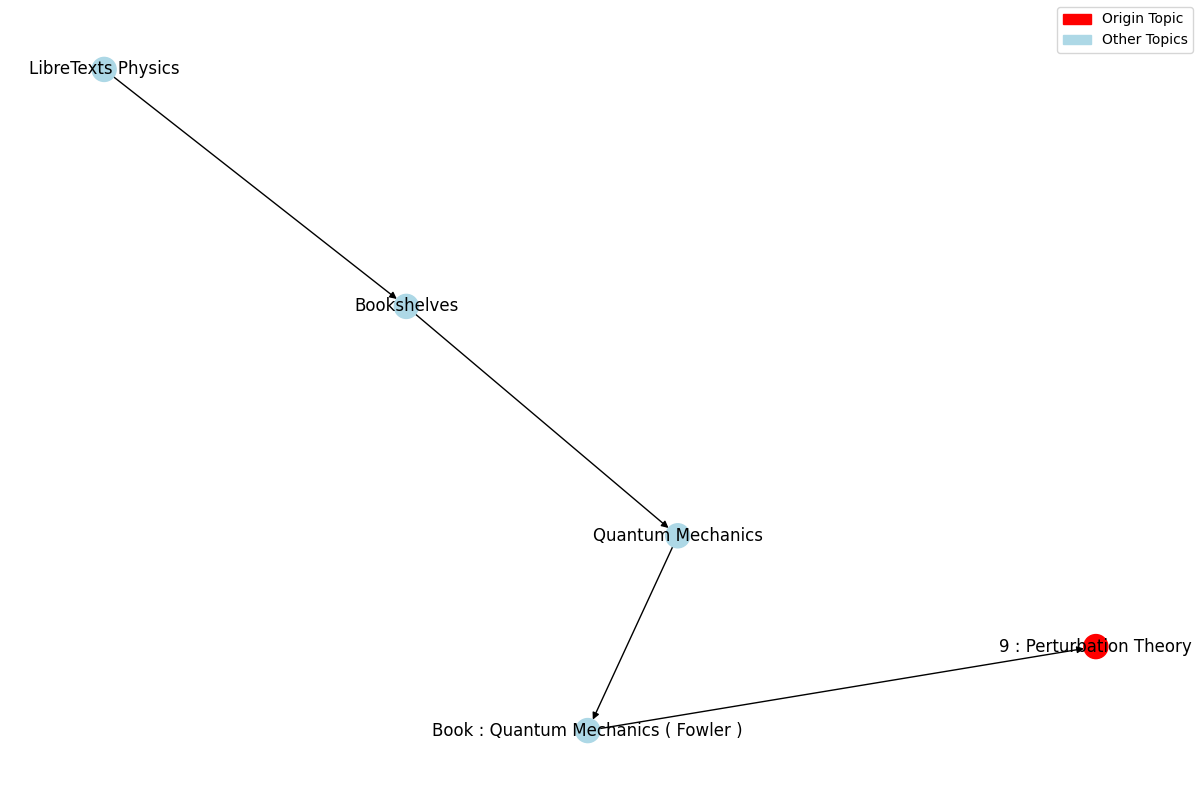 Origin Topic
Other Topics
LibreTexts Physics
Bookshelves
Quantum Mechanics
9 : Perturbation Theory
Book : Quantum Mechanics ( Fowler )